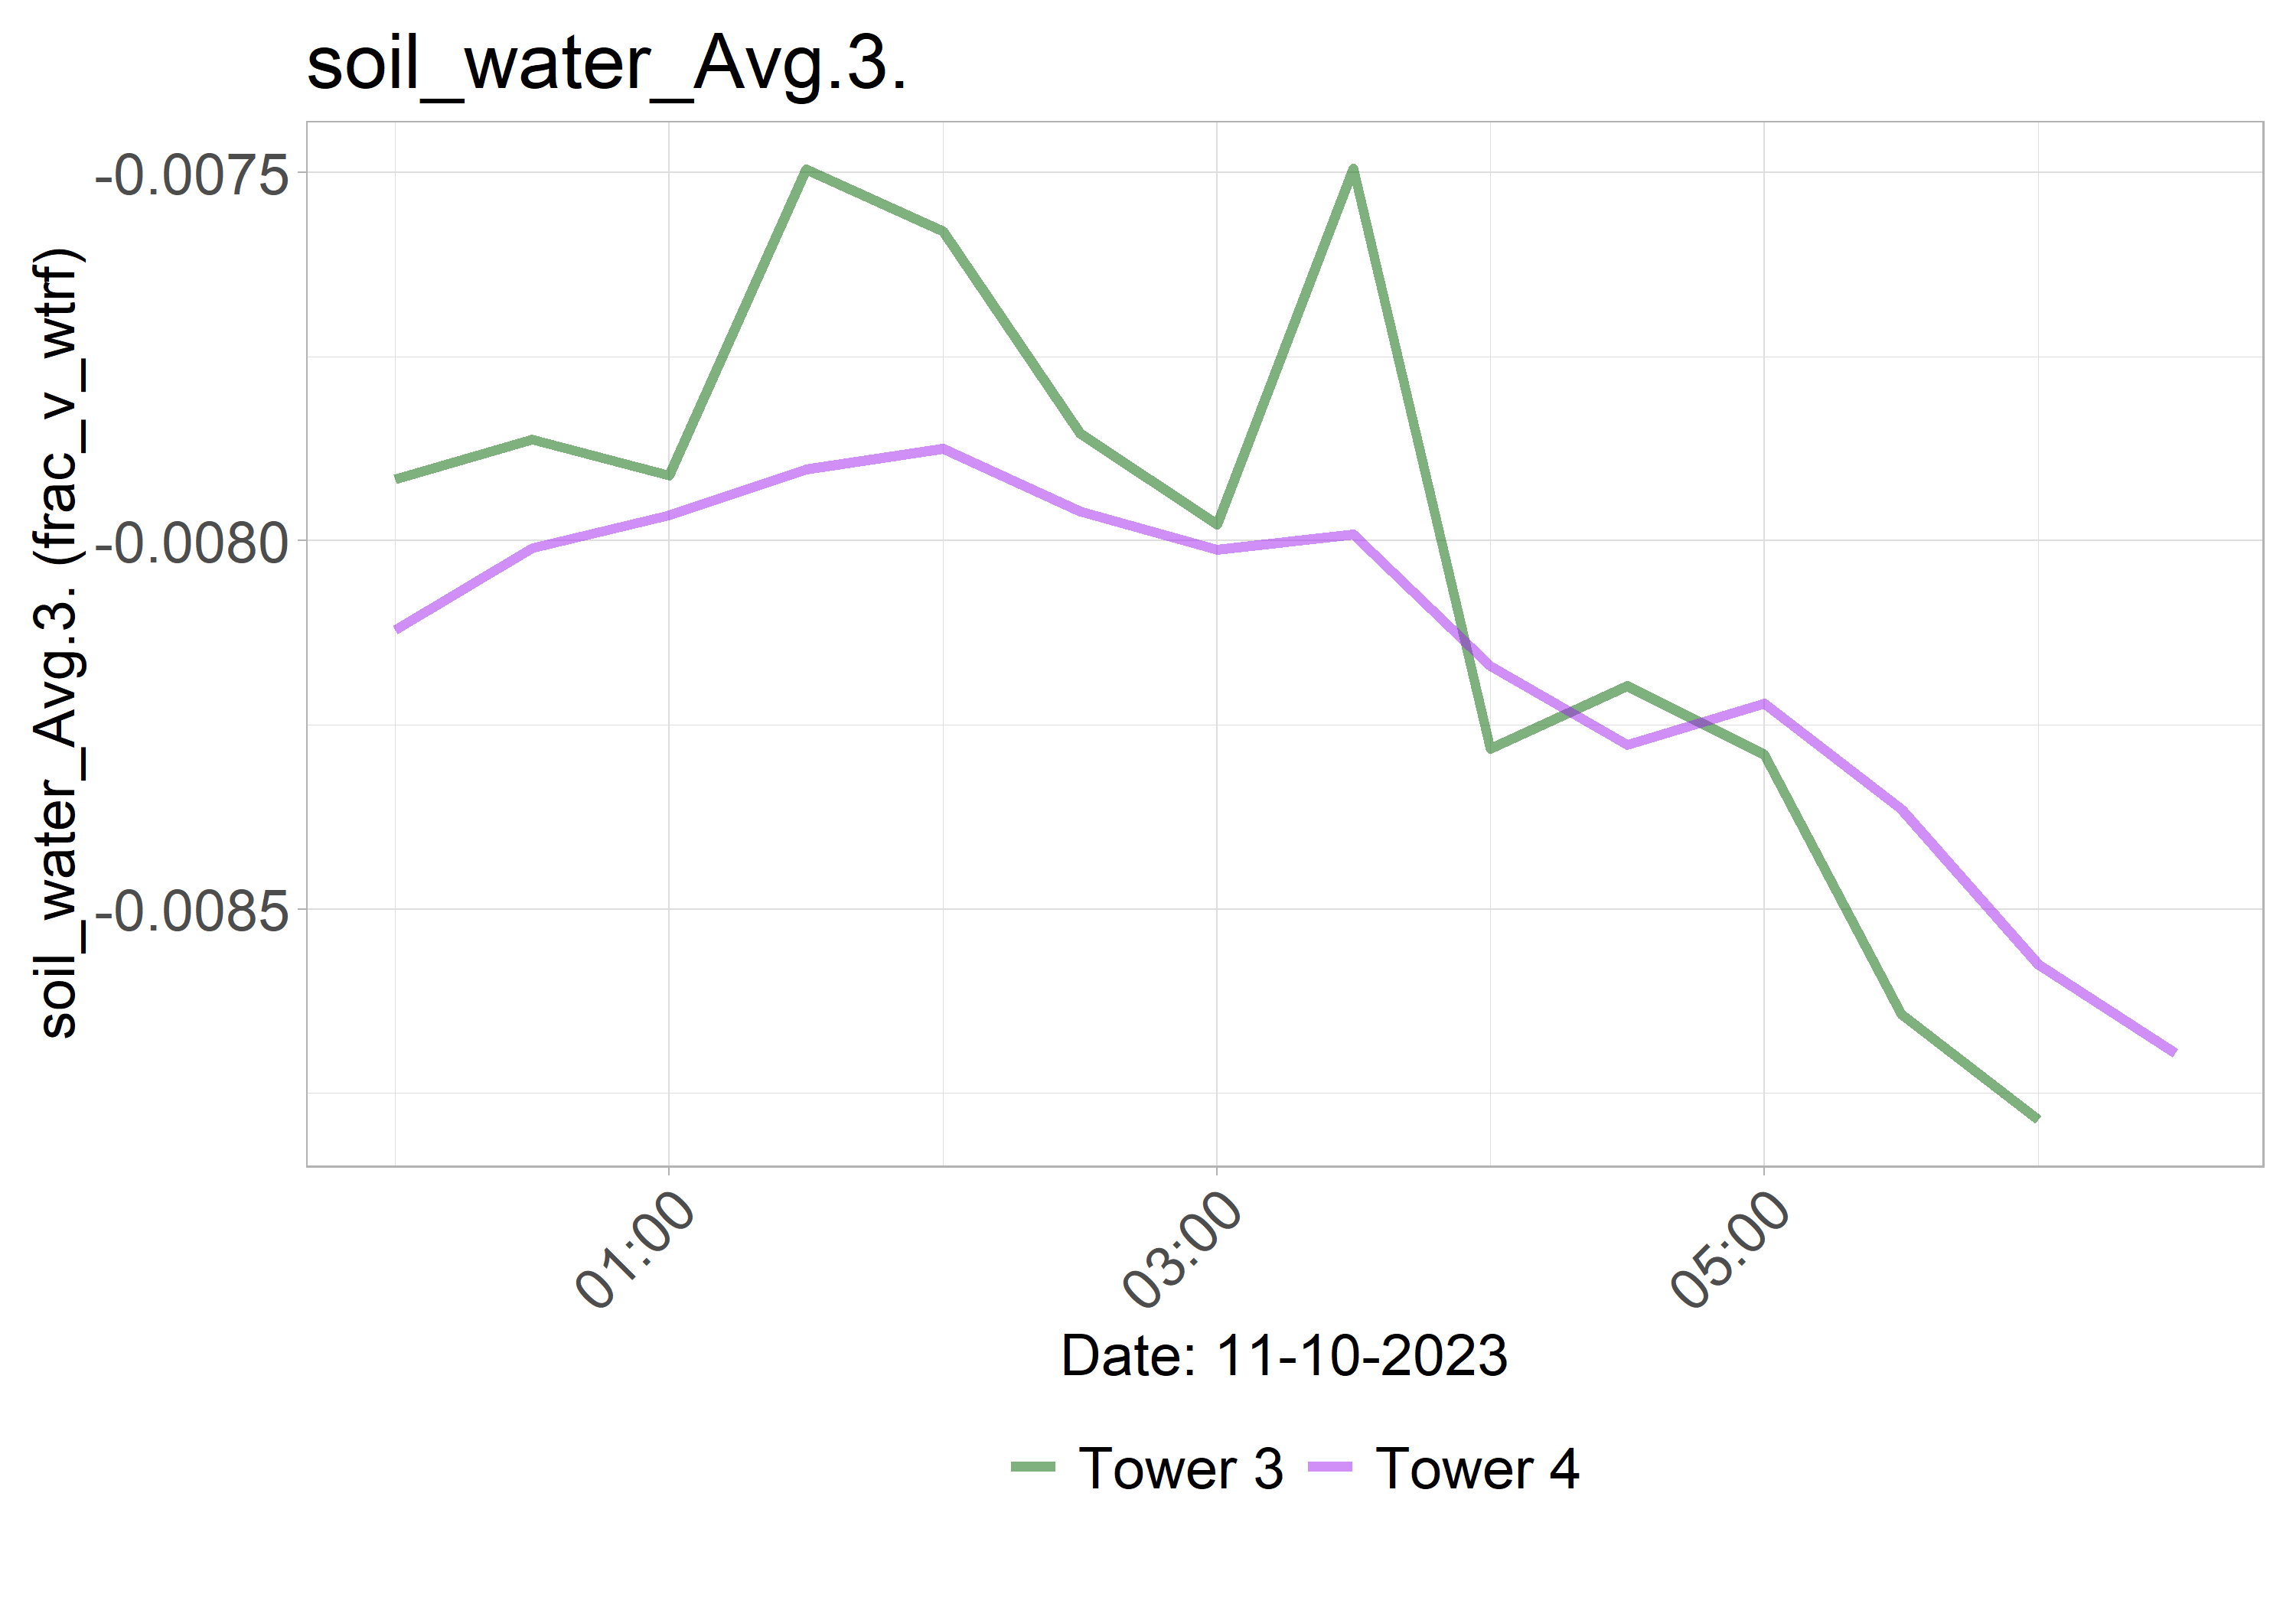 soil_water_Avg.3.
soil_water_Avg.3. (frac_v_wtrf)
-0.0075
-0.0080
-0.0085
01:00
03:00
05:00
Date: 11-10-2023
Tower 3
Tower 4